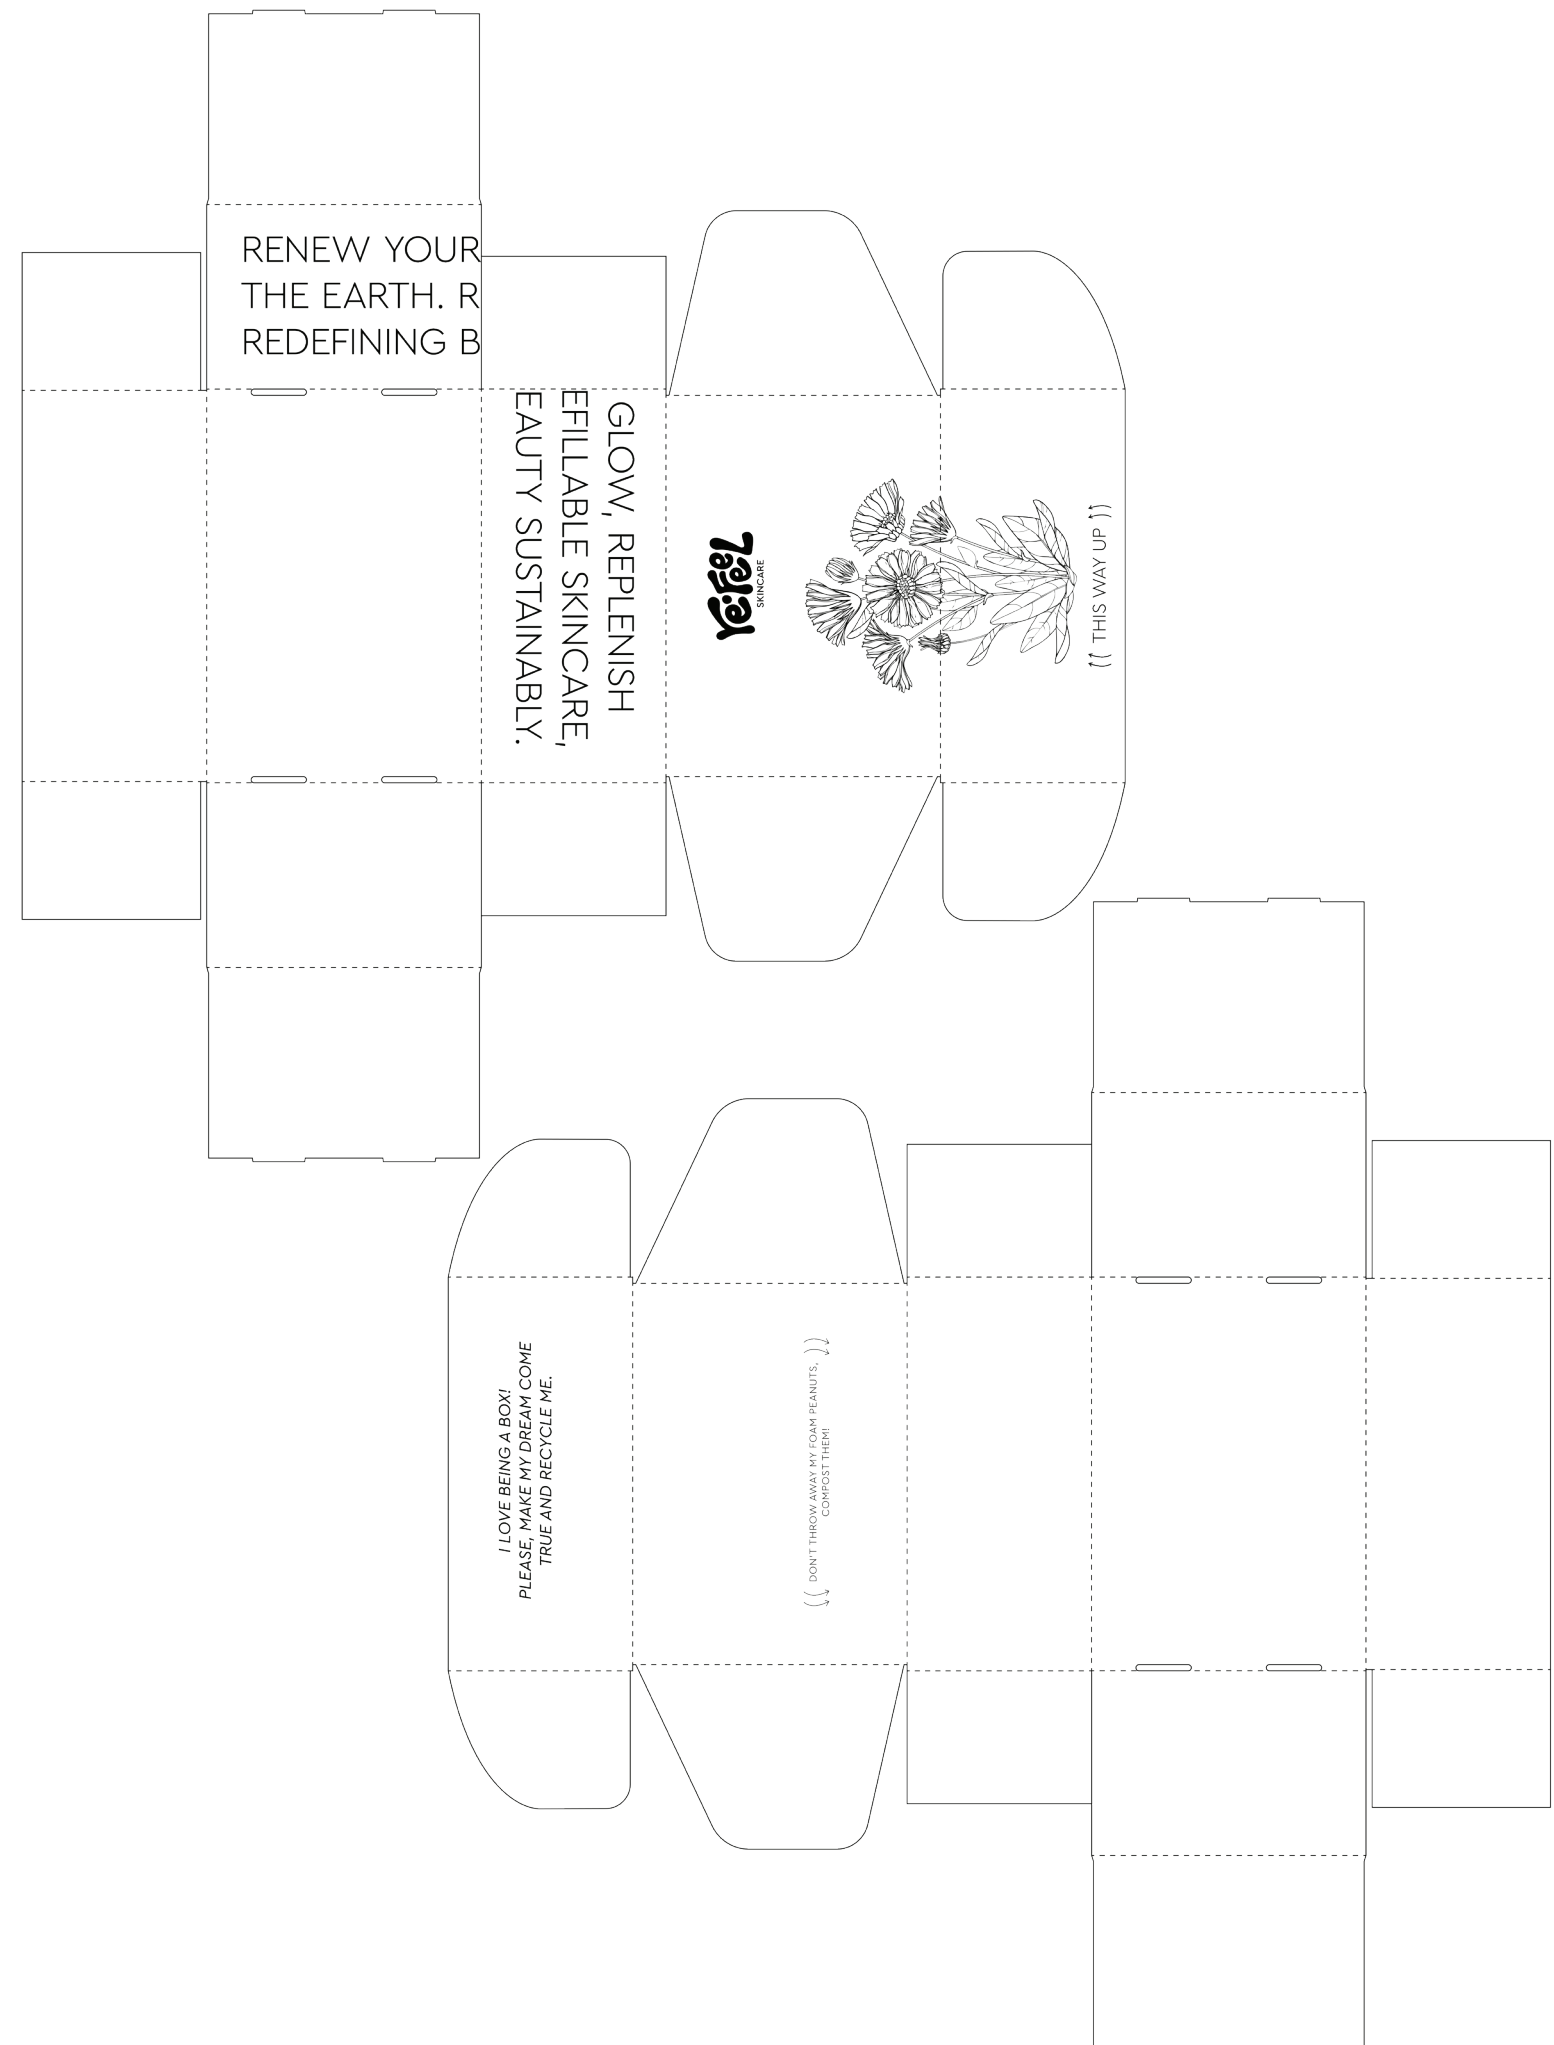 RENEW YOUR
THE EARTH. R
REDEFINING B
GLOW, REPLENISH
EFILLABLE SKINCARE,
EAUTY SUSTAINABLY.
Yeifel
SKINCARE
(( THIS WAY UP ))
I LOVE BEING A BOX!
PLEASE, MAKE MY DREAM COME
TRUE AND RECYCLE ME.
DON'T THROW AWAY MY FOAM PEANUTS,
COMPOST THEM!